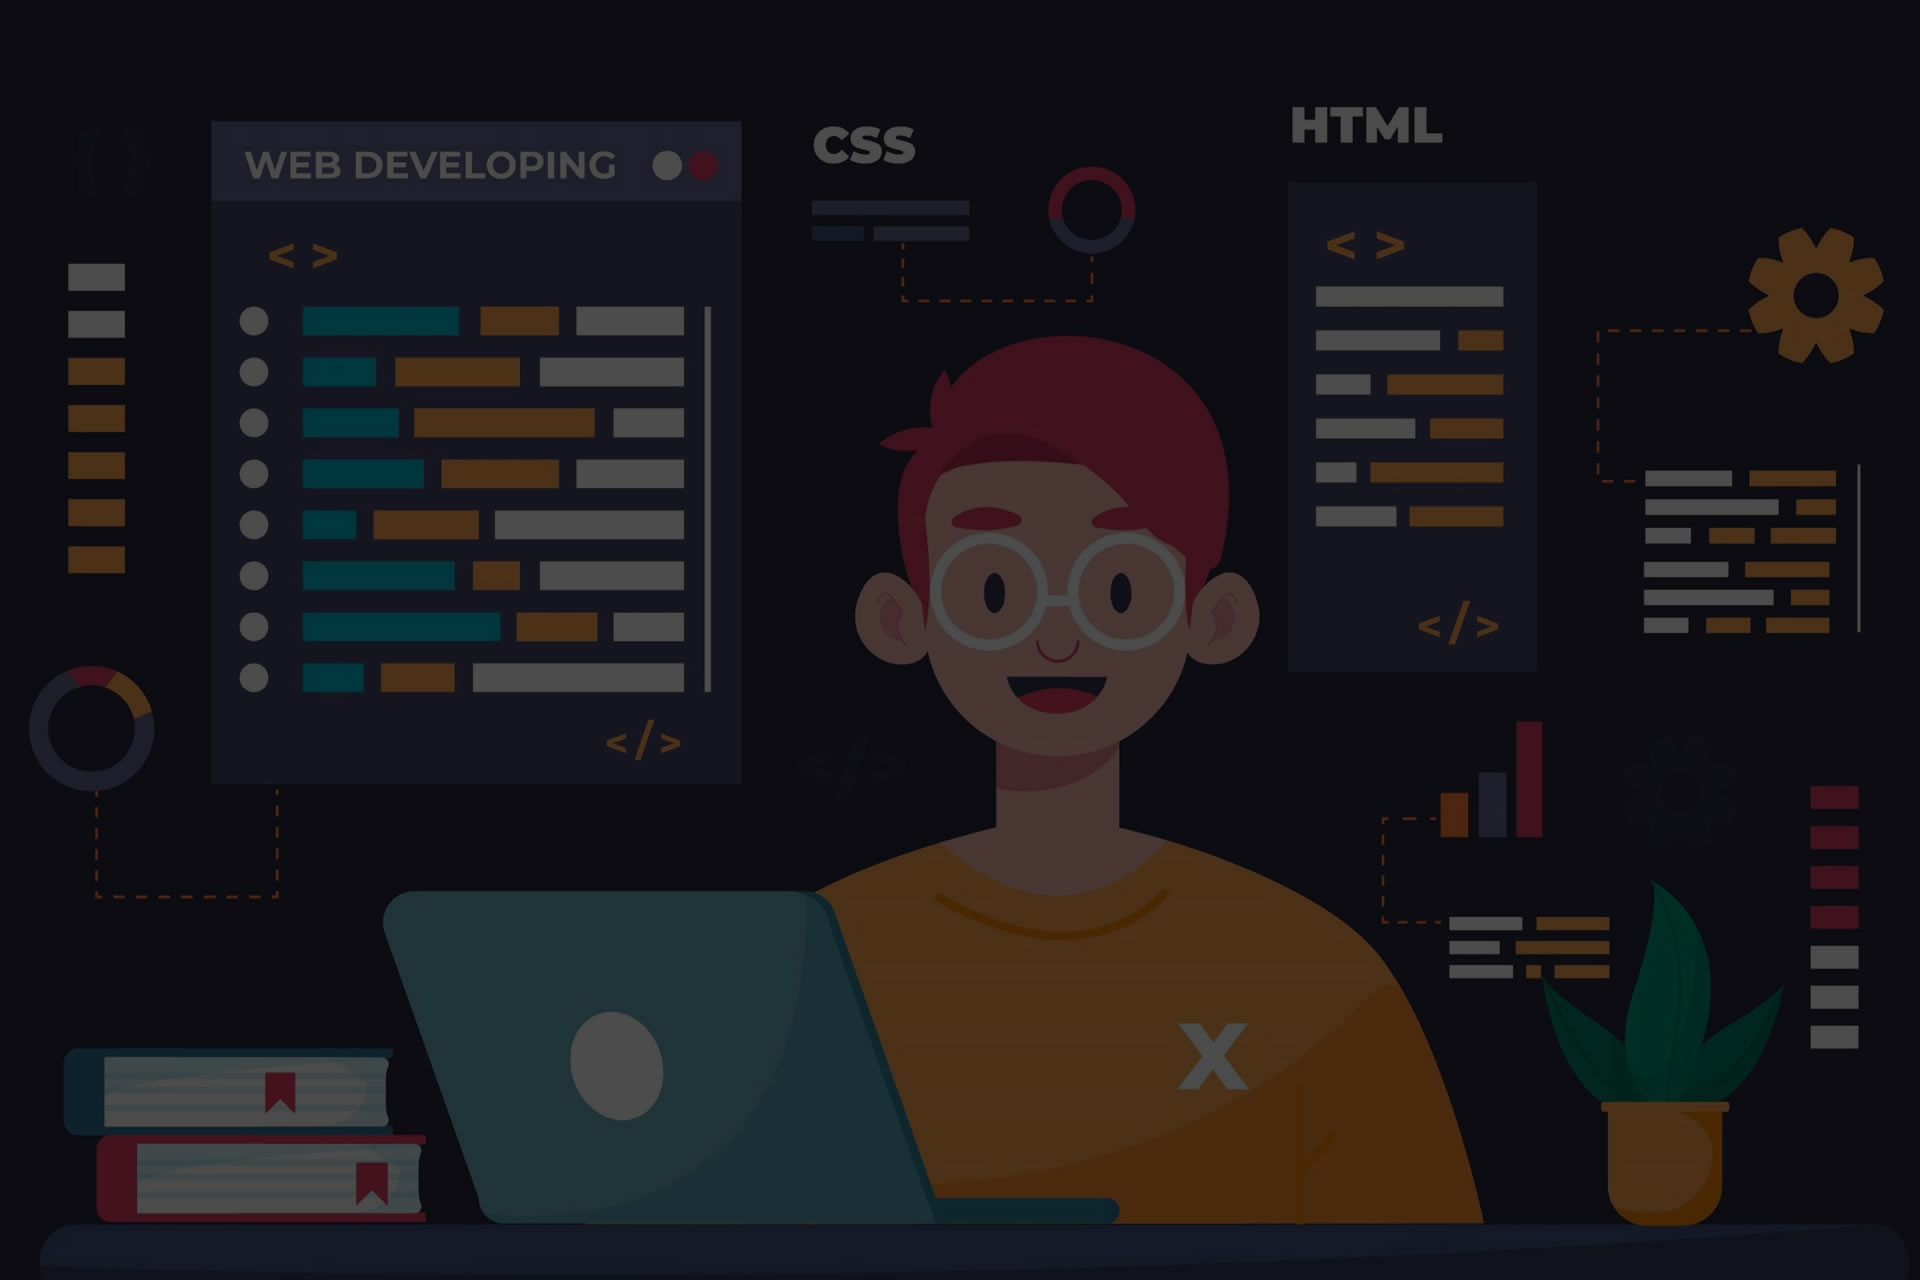 { }
WEB DEVELOPING
< >
</>
CSS
HTML
< >
</>
</>
X